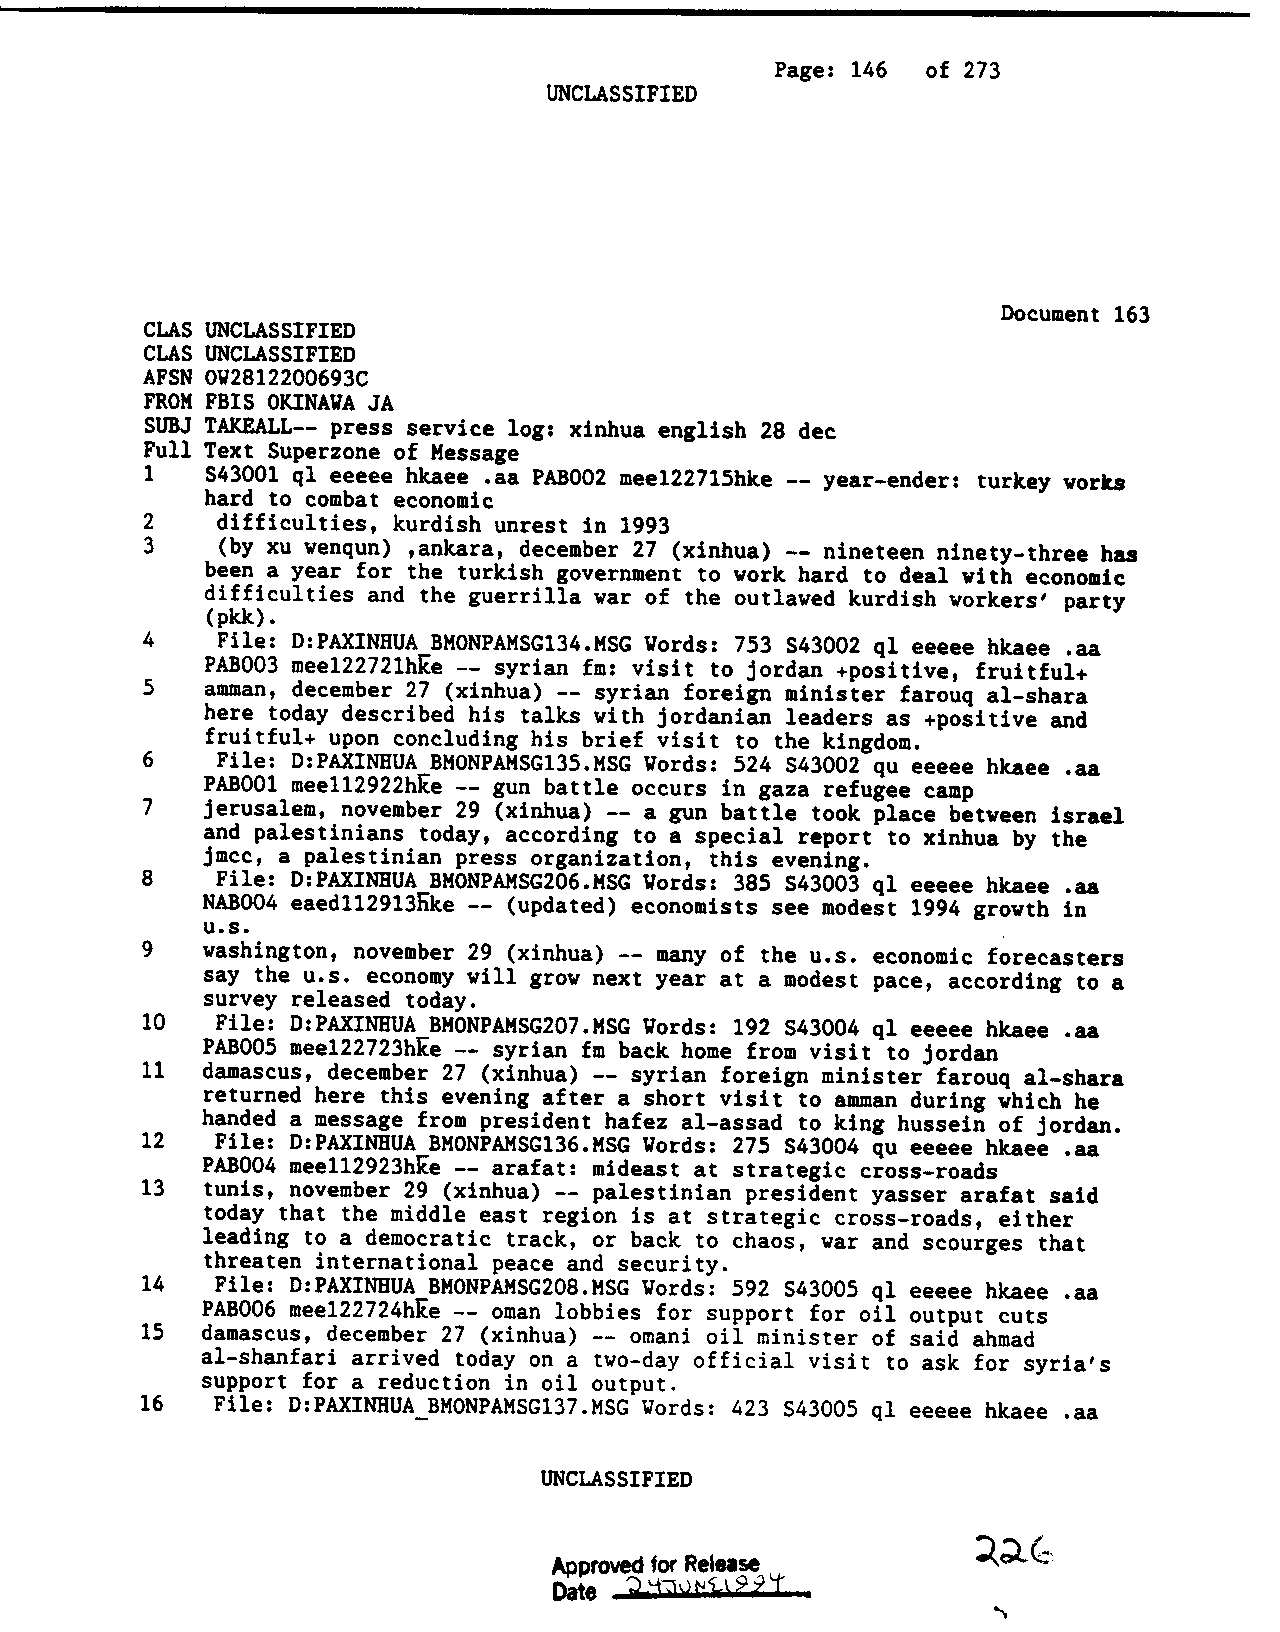 Page: 146 of 273
UNCLASSIFIED
Document 163
CLAS UNCLASSIFIED
CLAS UNCLASSIFIED
AFSN OW2812200693C
FROM FBIS OKINAWA JA
SUBJ TAKEALL-- press service log: xinhua english 28 dec
Full Text Superzone of Message
1 S43001 ql eeeee hkaee .aa PAB002 mee122715hke -- year-ender: turkey works
hard to combat economic
2 difficulties, kurdish unrest in 1993
3 (by xu wenqun) ,ankara, december 27 (xinhua) -- nineteen ninety-three has
been a year for the turkish government to work hard to deal with economic
difficulties and the guerrilla war of the outlawed kurdish workers' party
(pkk).
4 File: D:PAXINHUA_BMONPAMSG134.MSG Words: 753 S43002 ql eeeee hkaee .aa
PAB003 mee122721hke -- syrian fm: visit to jordan +positive, fruitful+
5 amman, december 27 (xinhua) -- syrian foreign minister farouq al-shara
here today described his talks with jordanian leaders as +positive and
fruitful+ upon concluding his brief visit to the kingdom.
6 File: D:PAXINHUA_BMONPAMSG135.MSG Words: 524 S43002 qu eeeee hkaee .aa
PAB001 mee112922hke -- gun battle occurs in gaza refugee camp
7 jerusalem, november 29 (xinhua) -- a gun battle took place between israel
and palestinians today, according to a special report to xinhua by the
jmcc, a palestinian press organization, this evening.
8 File: D:PAXINHUA_BMONPAMSG206.MSG Words: 385 S43003 ql eeeee hkaee .aa
NAB004 eaed112913hke -- (updated) economists see modest 1994 growth in
u.s.
9 washington, november 29 (xinhua) -- many of the u.s. economic forecasters
say the u.s. economy will grow next year at a modest pace, according to a
survey released today.
10 File: D:PAXINHUA_BMONPAMSG207.MSG Words: 192 S43004 ql eeeee hkaee .aa
PAB005 mee122723hke -- syrian fm back home from visit to jordan
11 damascus, december 27 (xinhua) -- syrian foreign minister farouq al-shara
returned here this evening after a short visit to amman during which he
handed a message from president hafez al-assad to king hussein of jordan.
12 File: D:PAXINHUA_BMONPAMSG136.MSG Words: 275 S43004 qu eeeee hkaee .aa
PAB004 mee112923hke -- arafat: mideast at strategic cross-roads
13 tunis, november 29 (xinhua) -- palestinian president yasser arafat said
today that the middle east region is at strategic cross-roads, either
leading to a democratic track, or back to chaos, war and scourges that
threaten international peace and security.
14 File: D:PAXINHUA_BMONPAMSG208.MSG Words: 592 S43005 ql eeeee hkaee .aa
PAB006 mee122724hke -- oman lobbies for support for oil output cuts
15 damascus, december 27 (xinhua) -- omani oil minister of said ahmad
al-shanfari arrived today on a two-day official visit to ask for syria's
support for a reduction in oil output.
16 File: D:PAXINHUA_BMONPAMSG137.MSG Words: 423 S43005 ql eeeee hkaee .aa
UNCLASSIFIED
226
Approved for Release
Date 24JUNE1994